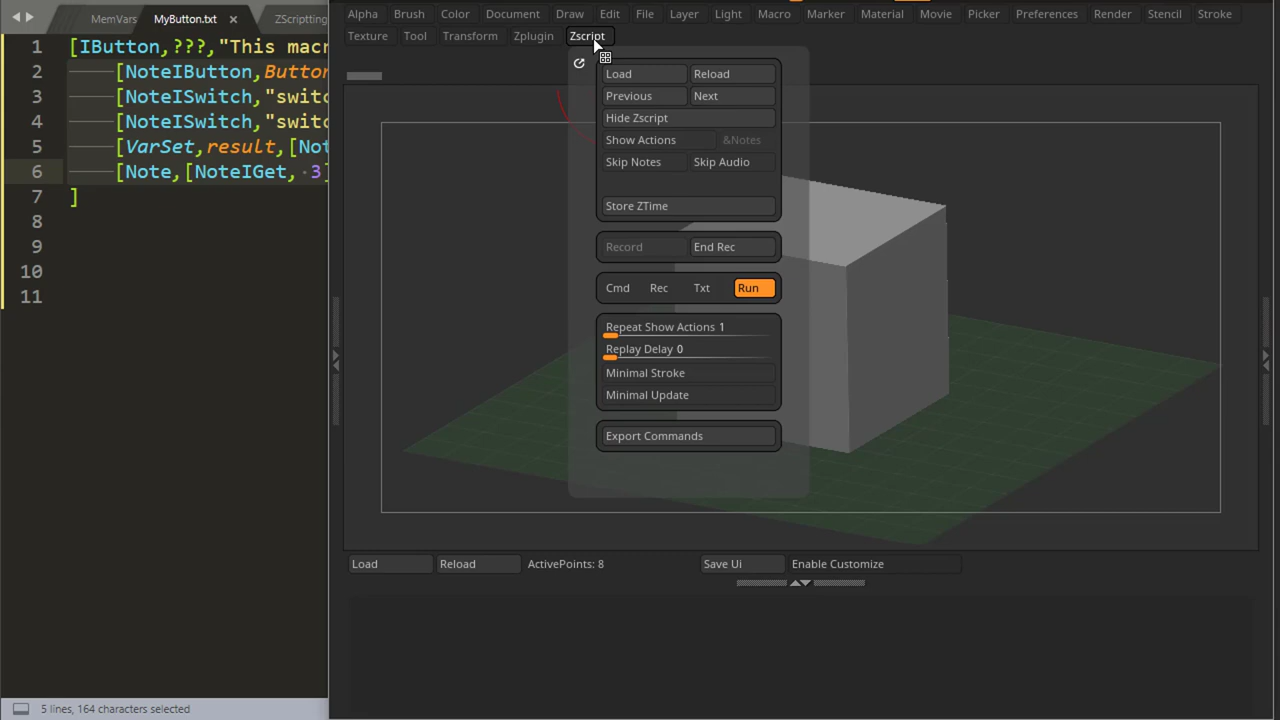 MemVars MyButton.txt × ZScriptting
1 [IButton,???,"This macr
2 [NoteIButton,Button
3 [NoteISwitch,"switc
4 [NoteISwitch,"switc
5 [VarSet,result,[Not
6 [Note,[NoteIGet, 3]
7 ]
8
9
10
11
5 lines, 164 characters selected
Alpha Brush Color Document Draw Edit File Layer Light Macro Marker Material Movie Picker Preferences Render Stencil Stroke
Texture Tool Transform Zplugin Zscript
Load Reload
Previous Next
Hide Zscript
Show Actions &Notes
Skip Notes Skip Audio
Store ZTime
Record End Rec
Cmd Rec Txt Run
Repeat Show Actions 1
Replay Delay 0
Minimal Stroke
Minimal Update
Export Commands
Load Reload ActivePoints: 8 Save Ui Enable Customize